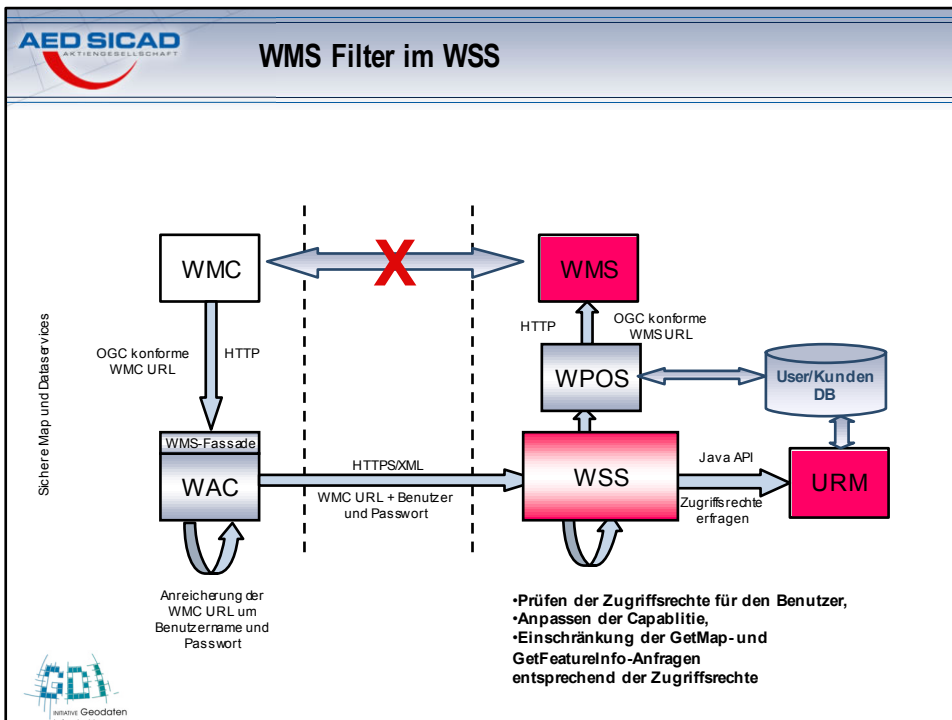 AED SICAD
AKTIENGESELLSCHAFT
WMS Filter im WSS
Sichere Map und Dataservices
WMC
X
WMS
OGC konforme
WMC URL
HTTP
HTTP
OGC konforme
WMS URL
WPOS
User/Kunden
DB
WMS-Fassade
WAC
HTTPS/XML
WMC URL + Benutzer
und Passwort
WSS
Java API
Zugriffsrechte
erfragen
URM
Anreicherung der
WMC URL um
Benutzername und
Passwort
•Prüfen der Zugriffsrechte für den Benutzer,
•Anpassen der Capablitie,
•Einschränkung der GetMap- und
GetFeatureInfo-Anfragen
entsprechend der Zugriffsrechte
GDI
INITIATIVE Geodaten